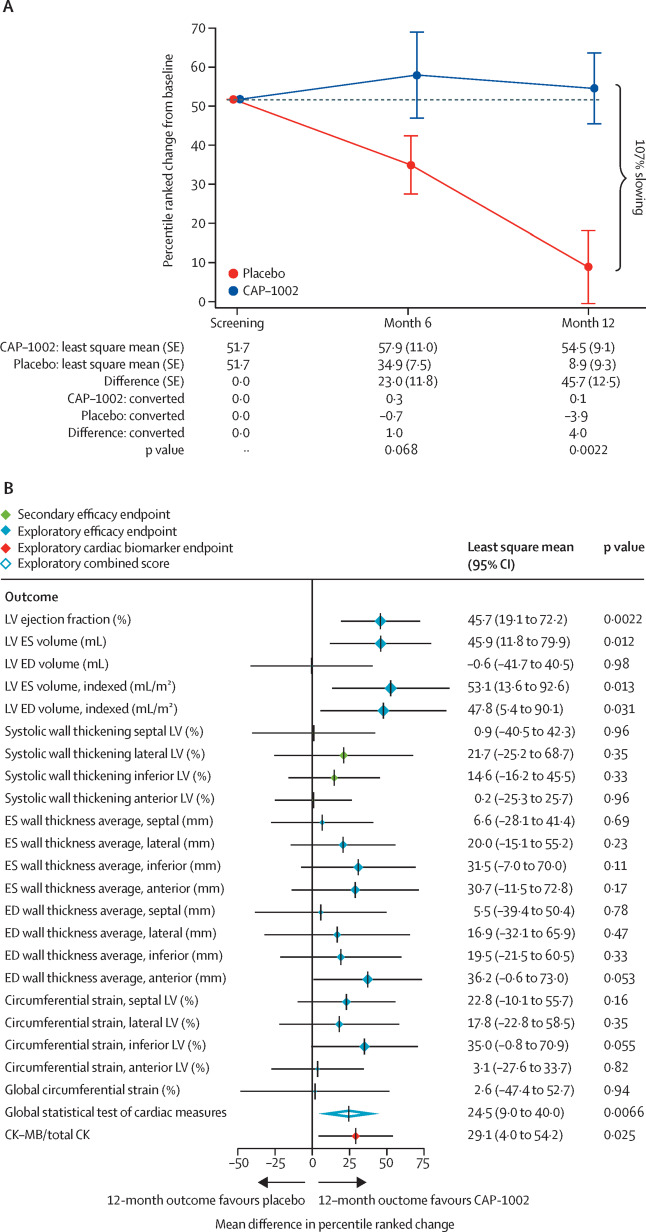 A
Percentile ranked change from baseline
70
60
50
40
30
20
10
0
107% slowing
Placebo
CAP–1002
Screening Month 6 Month 12
CAP–1002: least square mean (SE) 51·7 57·9 (11·0) 54·5 (9·1)
Placebo: least square mean (SE) 51·7 34·9 (7·5) 8·9 (9·3)
Difference (SE) 0·0 23·0 (11·8) 45·7 (12·5)
CAP–1002: converted 0·0 0·3 0·1
Placebo: converted 0·0 –0·7 –3·9
Difference: converted 0·0 1·0 4·0
p value ·· 0·068 0·0022
B
Secondary efficacy endpoint
Exploratory efficacy endpoint
Exploratory cardiac biomarker endpoint
Exploratory combined score
Least square mean (95% CI) p value
Outcome
LV ejection fraction (%) 45·7 (19·1 to 72·2) 0·0022
LV ES volume (mL) 45·9 (11·8 to 79·9) 0·012
LV ED volume (mL) –0·6 (–41·7 to 40·5) 0·98
LV ES volume, indexed (mL/m²) 53·1 (13·6 to 92·6) 0·013
LV ED volume, indexed (mL/m²) 47·8 (5·4 to 90·1) 0·031
Systolic wall thickening septal LV (%) 0·9 (–40·5 to 42·3) 0·96
Systolic wall thickening lateral LV (%) 21·7 (–25·2 to 68·7) 0·35
Systolic wall thickening inferior LV (%) 14·6 (–16·2 to 45·5) 0·33
Systolic wall thickening anterior LV (%) 0·2 (–25·3 to 25·7) 0·96
ES wall thickness average, septal (mm) 6·6 (–28·1 to 41·4) 0·69
ES wall thickness average, lateral (mm) 20·0 (–15·1 to 55·2) 0·23
ES wall thickness average, inferior (mm) 31·5 (–7·0 to 70·0) 0·11
ES wall thickness average, anterior (mm) 30·7 (–11·5 to 72·8) 0·17
ED wall thickness average, septal (mm) 5·5 (–39·4 to 50·4) 0·78
ED wall thickness average, lateral (mm) 16·9 (–32·1 to 65·9) 0·47
ED wall thickness average, inferior (mm) 19·5 (–21·5 to 60·5) 0·33
ED wall thickness average, anterior (mm) 36·2 (–0·6 to 73·0) 0·053
Circumferential strain, septal LV (%) 22·8 (–10·1 to 55·7) 0·16
Circumferential strain, lateral LV (%) 17·8 (–22·8 to 58·5) 0·35
Circumferential strain, inferior LV (%) 35·0 (–0·8 to 70·9) 0·055
Circumferential strain, anterior LV (%) 3·1 (–27·6 to 33·7) 0·82
Global circumferential strain (%) 2·6 (–47·4 to 52·7) 0·94
Global statistical test of cardiac measures 24·5 (9·0 to 40·0) 0·0066
CK–MB/total CK 29·1 (4·0 to 54·2) 0·025
–50 –25 0 25 50 75
12-month outcome favours placebo 12–month ouctome favours CAP-1002
Mean difference in percentile ranked change